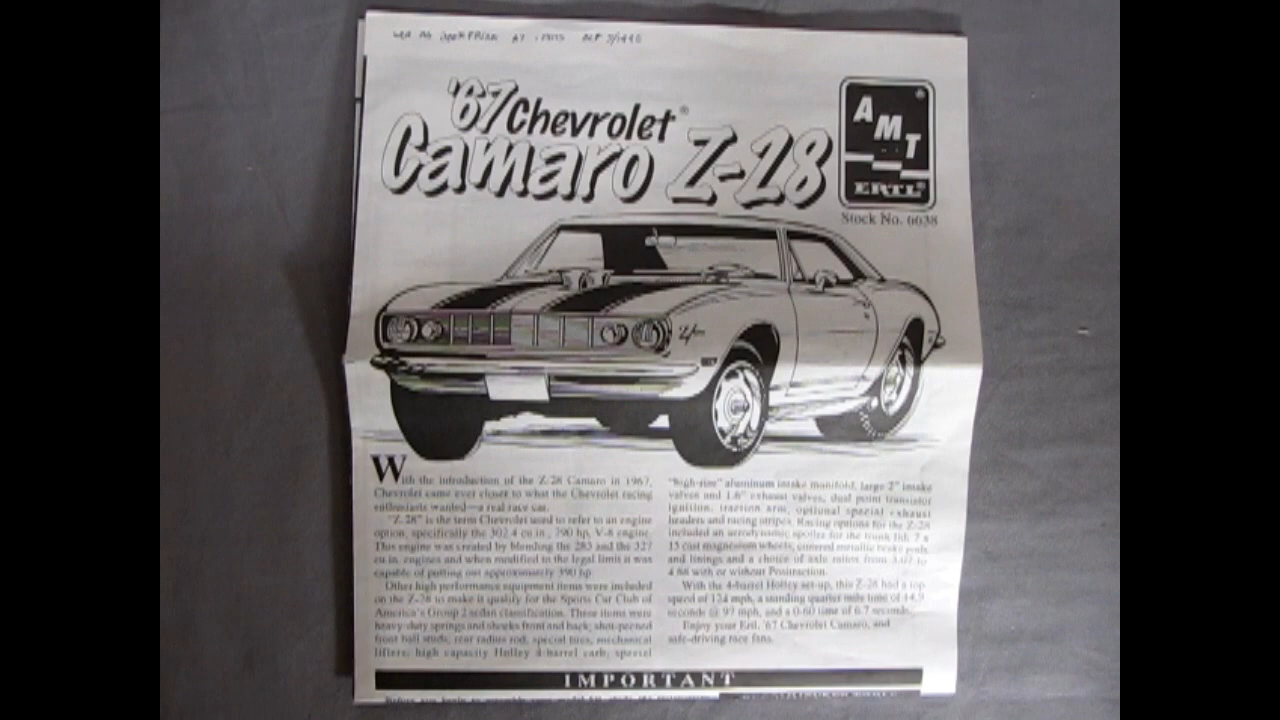 '67 Chevrolet®
Camaro Z-28
AMT®
ERTL®
Stock No. 6638
Z/28
With the introduction of the Z-28 Camaro in 1967,
Chevrolet came ever closer to what the Chevrolet racing
enthusiasts wanted—a real race car.
"Z-28" is the term Chevrolet used to refer to an engine
option, specifically the 302.4 cu.in., 290 hp, V-8 engine.
This engine was created by blending the 283 and the 327
cu.in. engines and when modified to the legal limit it was
capable of putting out approximately 390 hp.
Other high performance equipment items were included
on the Z-28 to make it qualify for the Sports Car Club of
America's Group 2 sedan classification. These items were
heavy-duty springs and shocks front and back, shot-peened
front ball studs, rear radius rod, special tires, mechanical
lifters, high capacity Holley 4-barrel carb, special
"high-rise" aluminum intake manifold, large 2" intake
valves and 1.6" exhaust valves, dual point transistor
ignition, traction arm, optional special exhaust
headers and racing stripes. Racing options for the Z-28
included an aerodynamic spoiler for the trunk lid, 7 x
15 cast magnesium wheels, sintered metallic brake pads
and linings and a choice of axle ratios from 3.07 to
4.88 with or without Positraction.
With the 4-barrel Holley set-up, this Z-28 had a top
speed of 124 mph, a standing quarter mile time of 14.9
seconds @ 97 mph, and a 0-60 time of 6.7 seconds.
Enjoy your Ertl, '67 Chevrolet Camaro, and
safe-driving race fans.
IMPORTANT